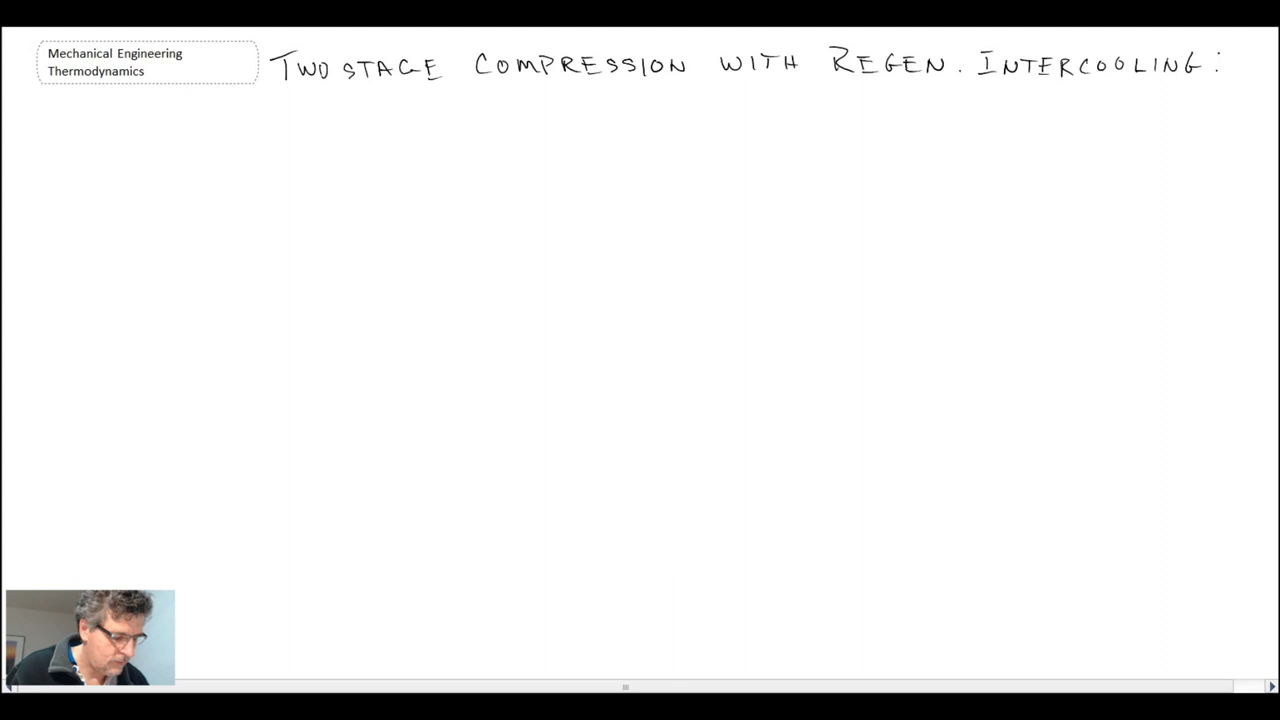 Mechanical Engineering
Thermodynamics
TWO STAGE COMPRESSION WITH REGEN. INTERCOOLING: